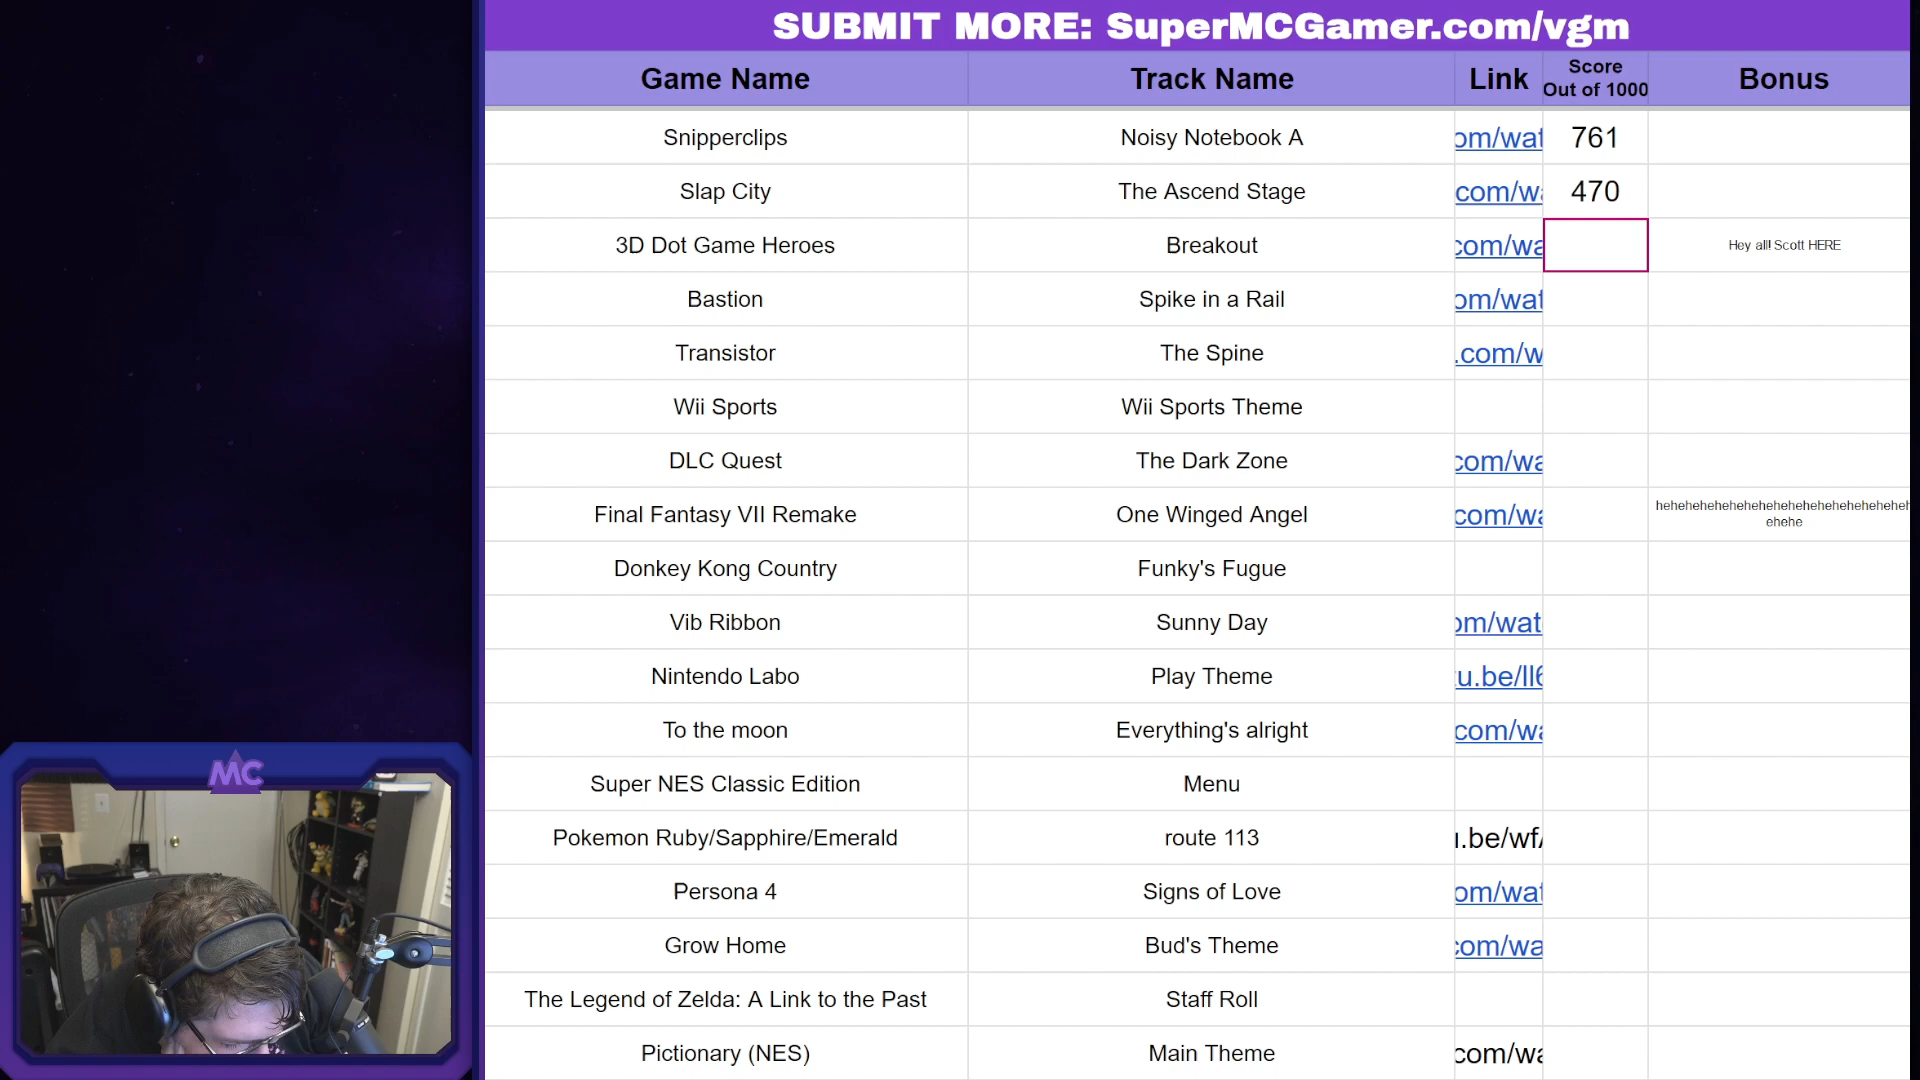 SUBMIT MORE: SuperMCGamer.com/vgm
Game Name Track Name Link Score Out of 1000 Bonus
Snipperclips Noisy Notebook A om/wat 761
Slap City The Ascend Stage com/wa 470
3D Dot Game Heroes Breakout com/wa Hey all! Scott HERE
Bastion Spike in a Rail om/wat
Transistor The Spine .com/w
Wii Sports Wii Sports Theme
DLC Quest The Dark Zone com/wa
Final Fantasy VII Remake One Winged Angel com/wa heheheheheheheheheheheheheheheheheh
ehehe
Donkey Kong Country Funky's Fugue
Vib Ribbon Sunny Day om/wat
Nintendo Labo Play Theme u.be/ll6
To the moon Everything's alright com/wa
Super NES Classic Edition Menu
Pokemon Ruby/Sapphire/Emerald route 113 u.be/wf
Persona 4 Signs of Love om/wat
Grow Home Bud's Theme com/wa
The Legend of Zelda: A Link to the Past Staff Roll
Pictionary (NES) Main Theme com/wa
MC